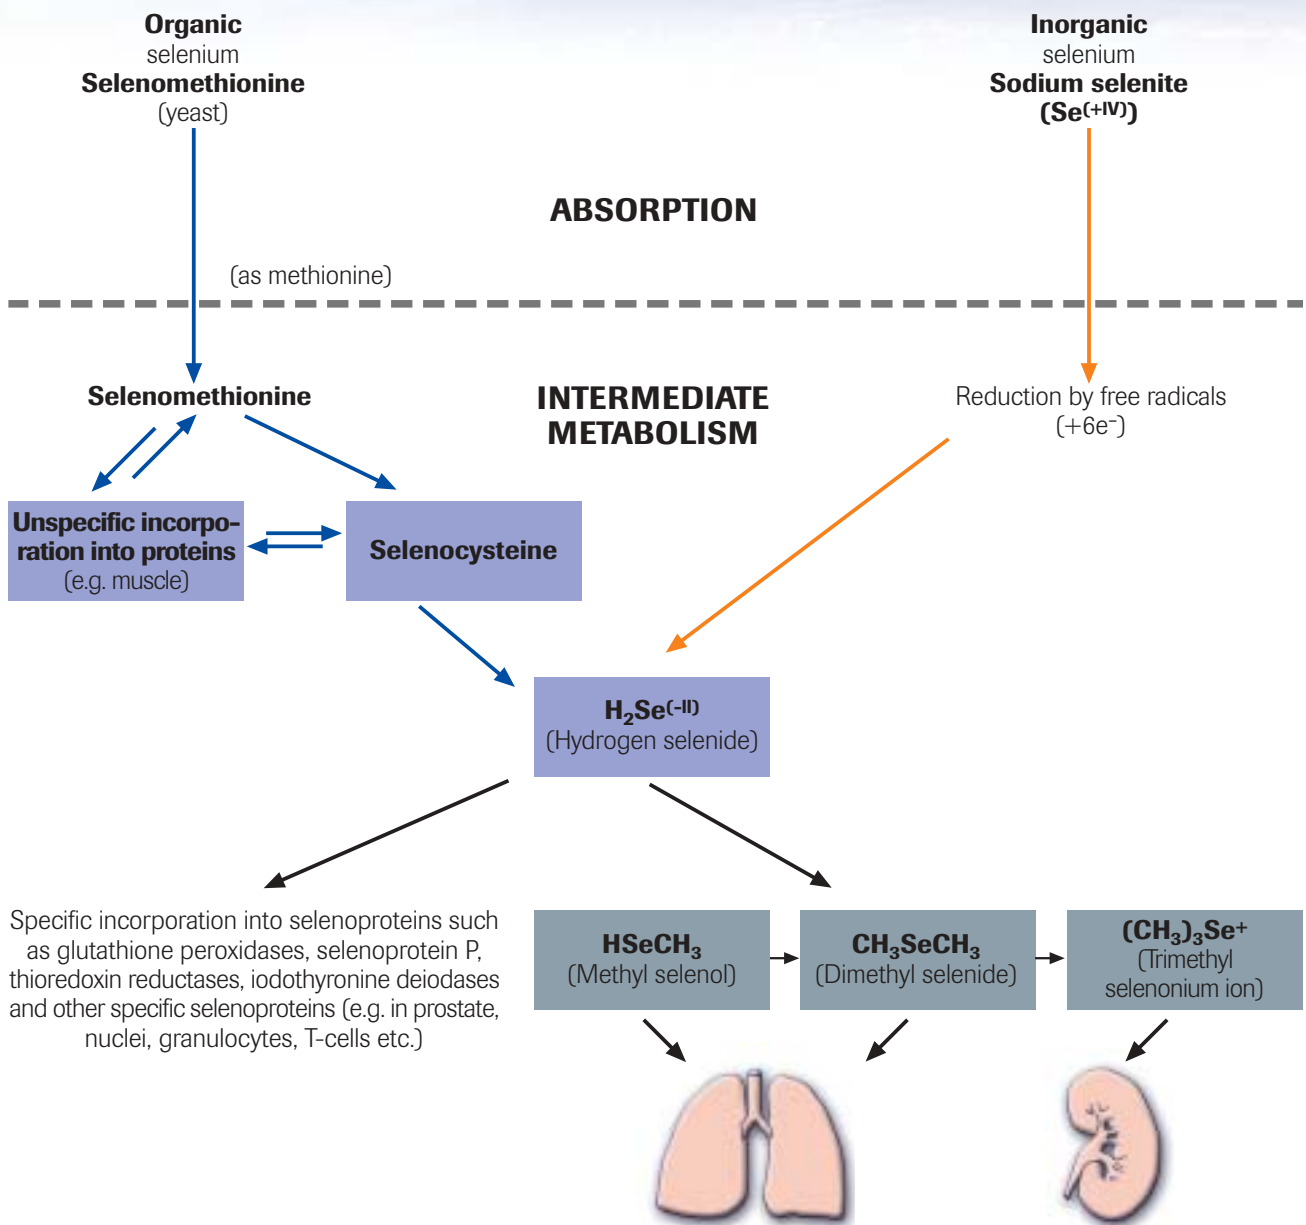 Organic
selenium
Selenomethionine
(yeast)
Inorganic
selenium
Sodium selenite
(Se(+IV))
ABSORPTION
(as methionine)
Selenomethionine
INTERMEDIATE
METABOLISM
Reduction by free radicals
(+6e⁻)
Unspecific incorpo-
ration into proteins
(e.g. muscle)
Selenocysteine
H₂Se(-II)
(Hydrogen selenide)
Specific incorporation into selenoproteins such
as glutathione peroxidases, selenoprotein P,
thioredoxin reductases, iodothyronine deiodases
and other specific selenoproteins (e.g. in prostate,
nuclei, granulocytes, T-cells etc.)
HSeCH₃
(Methyl selenol)
CH₃SeCH₃
(Dimethyl selenide)
(CH₃)₃Se⁺
(Trimethyl
selenonium ion)